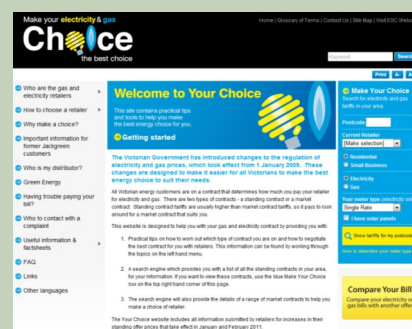 Make your electricity & gas
Choice
the best choice
Home | Glossary of Terms | Contact Us | Site Map | Visit ESC Webs
Keyword
Search
Print A- A
Who are the gas and
electricity retailers
How to choose a retailer
Why make a choice?
Important information for
former Jackgreen
customers
Who is my distributor?
Green Energy
Having trouble paying your
bill?
Who to contact with a
complaint
Useful information &
factsheets
FAQ
Links
Other languages
Welcome to Your Choice
This site contains practical tips
and tools to help you make
the best energy choice for you.
Getting started
The Victorian Government has introduced changes to the regulation of
electricity and gas prices, which took effect from 1 January 2009. These
changes are designed to make it easier for all Victorians to make the best
energy choice to suit their needs.
All Victorian energy customers are on a contract that determines how much you pay your retailer
for electricity and gas. There are two types of contracts - a standing contract or a market
contract. Standing contract tariffs are usually higher than market contract tariffs, so it pays to look
around for a market contract that suits you.
This website is designed to help you with your gas and electricity contract by providing you with:
1. Practical tips on how to work out which type of contract you are on and how to negotiate
the best contract for you with retailers. This information can be found by working through
the topics on the left hand menu.
2. A search engine which provides you with a list of all the standing contracts in your area,
for your information. If you want to view these contracts, use the blue Make Your Choice
box on the top right hand corner of this page.
3. The search engine will also provide the details of a range of market contracts to help you
make a choice of retailer.
The Your Choice website includes all information submitted by retailers for increases in their
standing offer prices that take effect in January and February 2011.
Make Your Choice
Search for electricity and gas
tariffs in your area.
Postcode
Current Retailer
[Make selection]
Residential
Small Business
Electricity
Gas
Your meter type (electricity only
Single Rate
I have solar panels
Show tariffs for my postcode
How to determine your meter type
Compare Your Bill
Compare your electricity or
gas bills with another offer